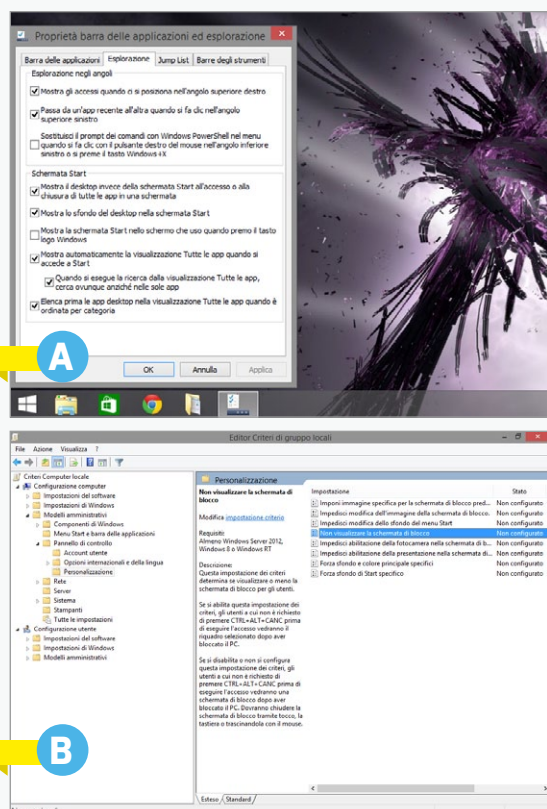 Proprietà barra delle applicazioni ed esplorazione
Barra delle applicazioni Esplorazione Jump List Barre degli strumenti
Esplorazione negli angoli
Mostra gli accessi quando ci si posiziona nell'angolo superiore destro
Passa da un'app recente all'altra quando si fa clic nell'angolo
superiore sinistro
Sostituisci il prompt dei comandi con Windows PowerShell nel menu
quando si fa clic con il pulsante destro del mouse nell'angolo inferiore
sinistro o si preme il tasto Windows+X
Schermata Start
Mostra il desktop invece della schermata Start all'accesso o alla
chiusura di tutte le app in una schermata
Mostra lo sfondo del desktop nella schermata Start
Mostra la schermata Start nello schermo che uso quando premo il tasto
logo Windows
Mostra automaticamente la visualizzazione Tutte le app quando si
accede a Start
Quando si esegue la ricerca dalla visualizzazione Tutte le app,
cerca ovunque anziché nelle sole app
Elenca prima le app desktop nella visualizzazione Tutte le app quando è
ordinata per categoria
A
OK Annulla Applica
Editor Criteri di gruppo locali
File Azione Visualizza ?
Criteri Computer locale
Configurazione computer
Impostazioni del software
Impostazioni di Windows
Modelli amministrativi
Componenti di Windows
Menu Start e barra delle applicazioni
Pannello di controllo
Account utente
Opzioni internazionali e della lingua
Personalizzazione
Rete
Server
Sistema
Stampanti
Tutte le impostazioni
Configurazione utente
Impostazioni del software
Impostazioni di Windows
Modelli amministrativi
Personalizzazione
Non visualizzare la schermata di
blocco
Modifica impostazione criterio
Requisiti:
Almeno Windows Server 2012,
Windows 8 o Windows RT
Descrizione:
Questa impostazione dei criteri
determina se visualizzare o meno la
schermata di blocco per gli utenti.
Se si abilita questa impostazione dei
criteri, gli utenti a cui non è richiesto
di premere CTRL+ALT+CANC prima
di eseguire l'accesso vedranno il
riquadro selezionato dopo aver
bloccato il PC.
Se si disabilita o non si configura
questa impostazione dei criteri, gli
utenti a cui non è richiesto di
premere CTRL+ALT+CANC prima di
eseguire l'accesso vedranno una
schermata di blocco dopo aver
bloccato il PC. Dovranno chiudere la
schermata di blocco tramite tocco, la
tastiera o trascinandola con il mouse.
Impostazione Stato
Imponi immagine specifica per la schermata di blocco pred... Non configurato
Impedisci modifica dell'immagine della schermata di blocco. Non configurato
Impedisci modifica dello sfondo del menu Start Non configurato
Non visualizzare la schermata di blocco Non configurato
Impedisci abilitazione della fotocamera nella schermata di b... Non configurato
Impedisci abilitazione della presentazione nella schermata di... Non configurato
Forza sfondo e colore principale specifici Non configurato
Forza sfondo di Start specifico Non configurato
B
Esteso Standard